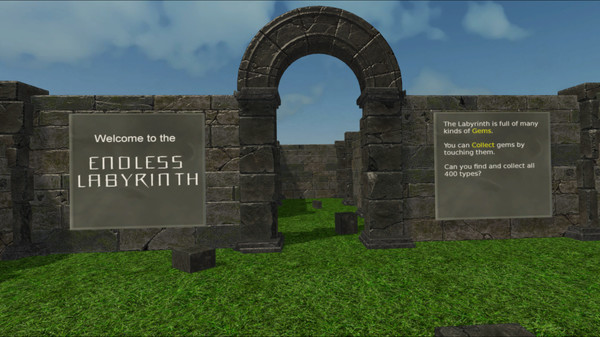 Welcome to the
ENDLESS
LABYRINTH
The Labyrinth is full of many
kinds of Gems.
You can Collect gems by
touching them.
Can you find and collect all
400 types?